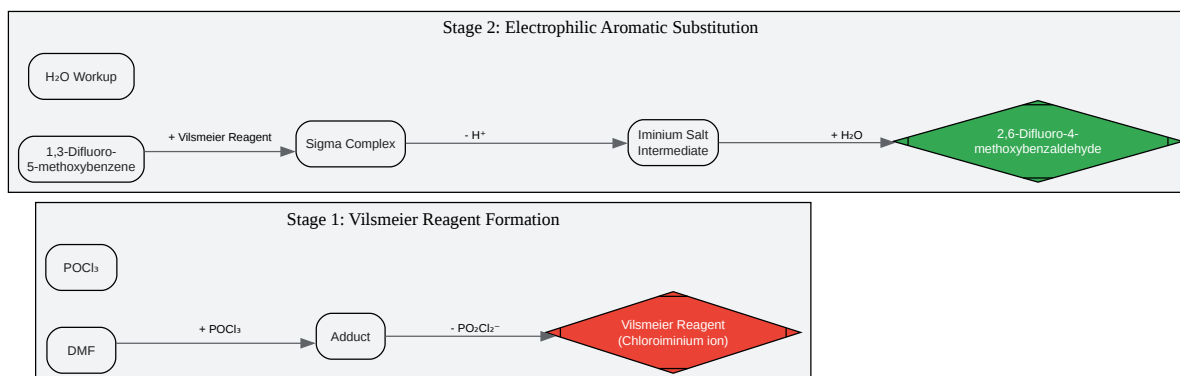 Stage 2: Electrophilic Aromatic Substitution
H₂O Workup
1,3-Difluoro-
5-methoxybenzene
+ Vilsmeier Reagent
Sigma Complex
- H⁺
Iminium Salt
Intermediate
+ H₂O
2,6-Difluoro-4-
methoxybenzaldehyde
Stage 1: Vilsmeier Reagent Formation
POCl₃
DMF
+ POCl₃
Adduct
- PO₂Cl₂⁻
Vilsmeier Reagent
(Chloroiminium ion)